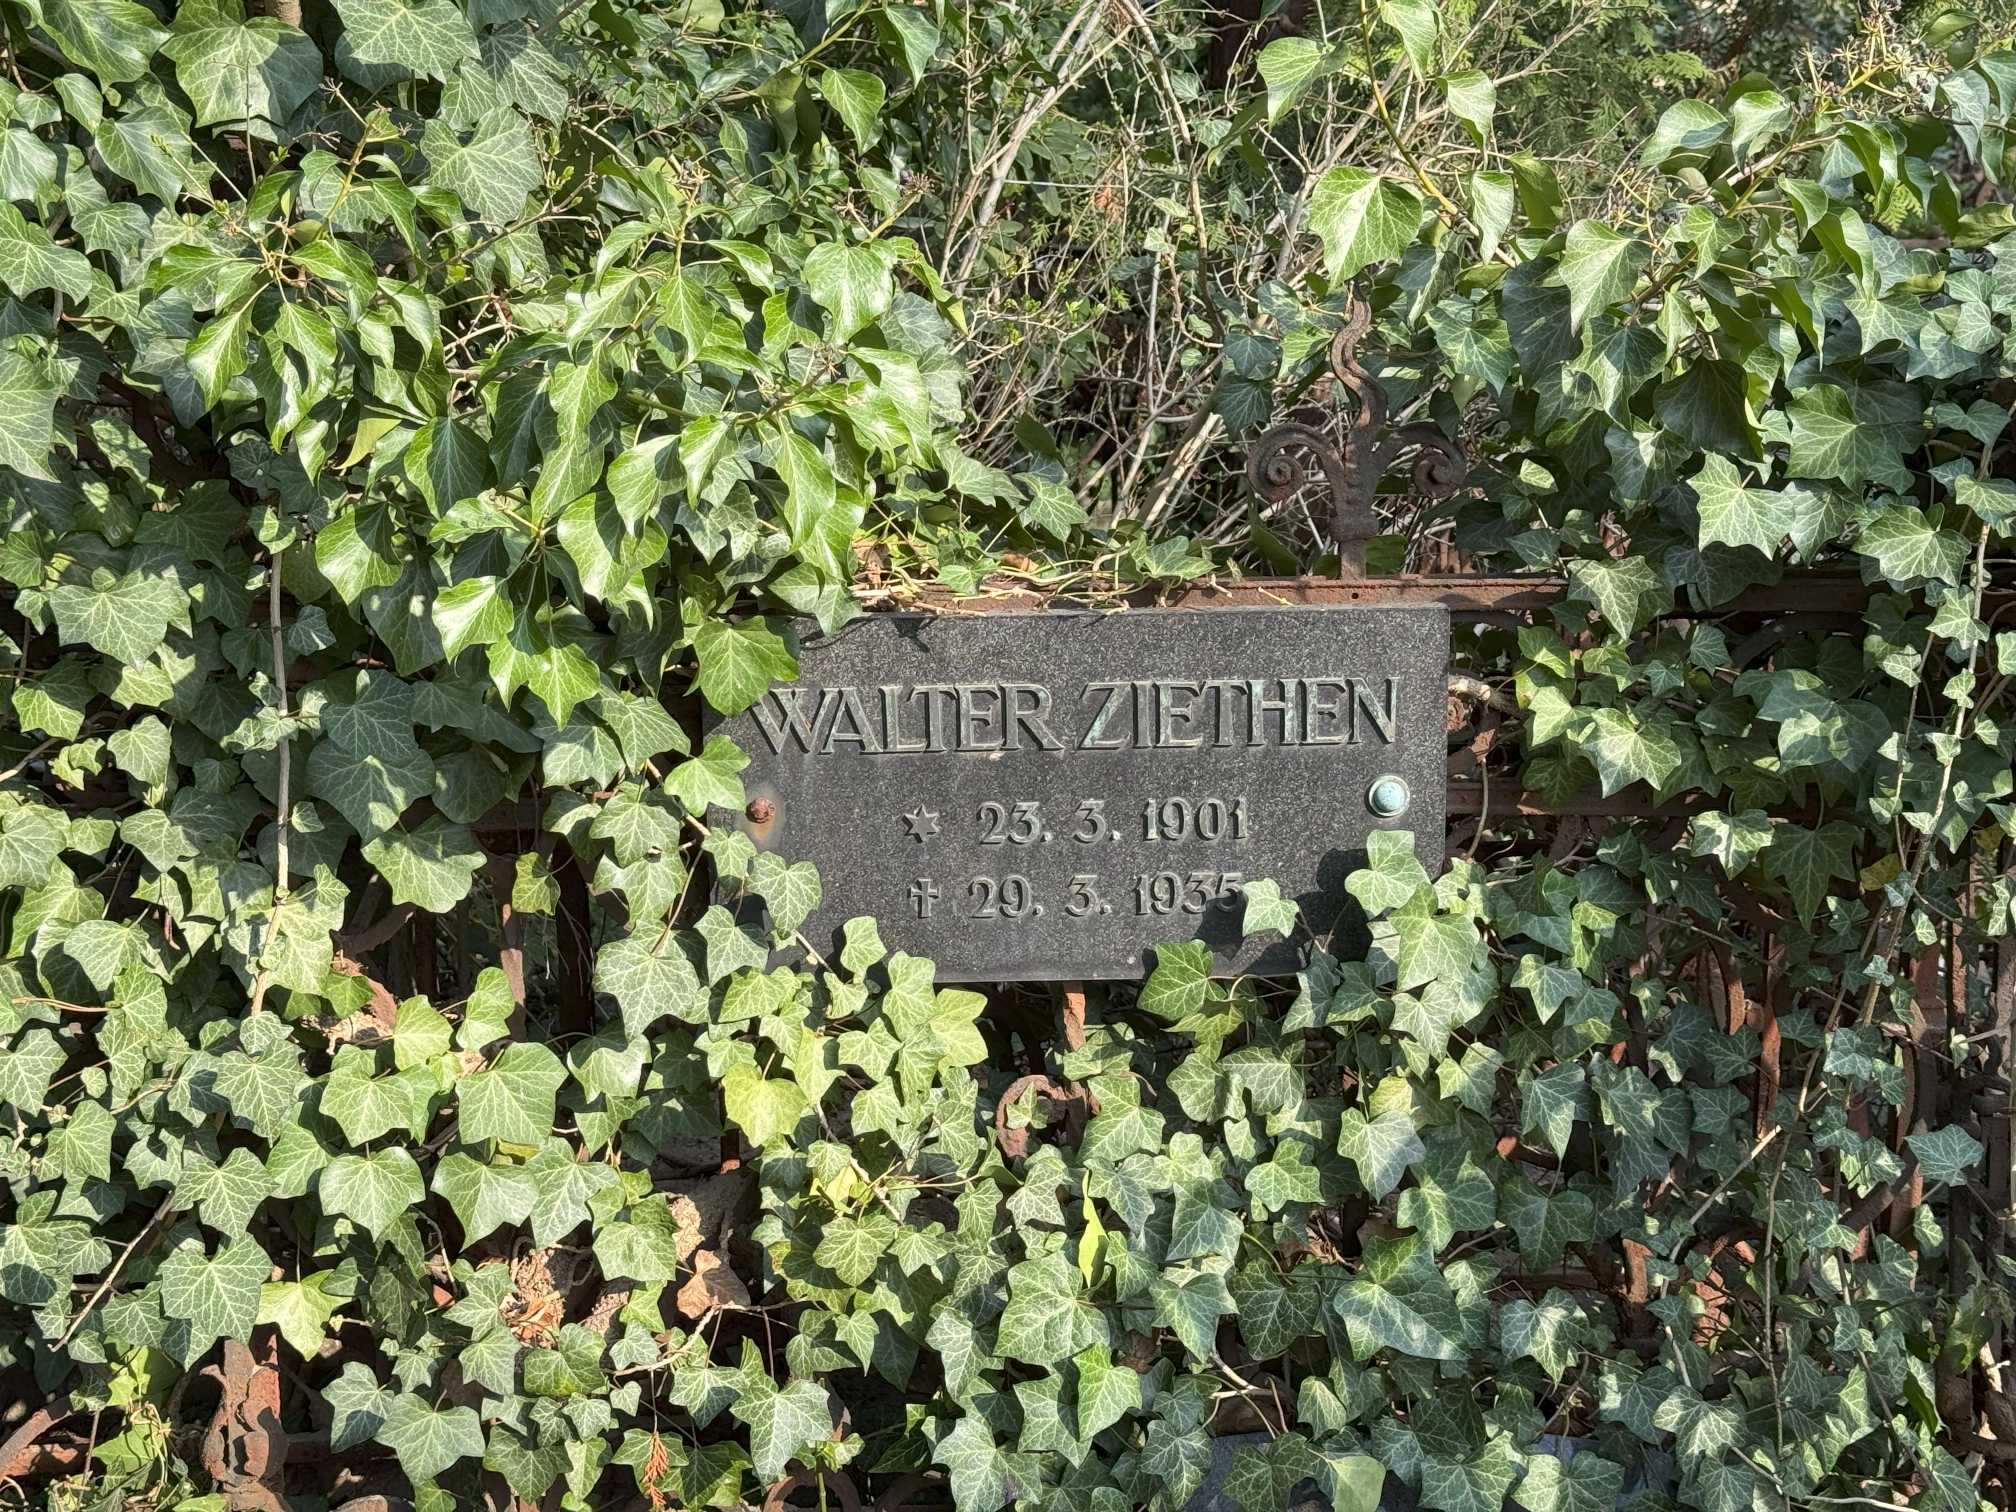 WALTER ZIETHEN
✶ 23. 3. 1901
✝ 29. 3. 1935